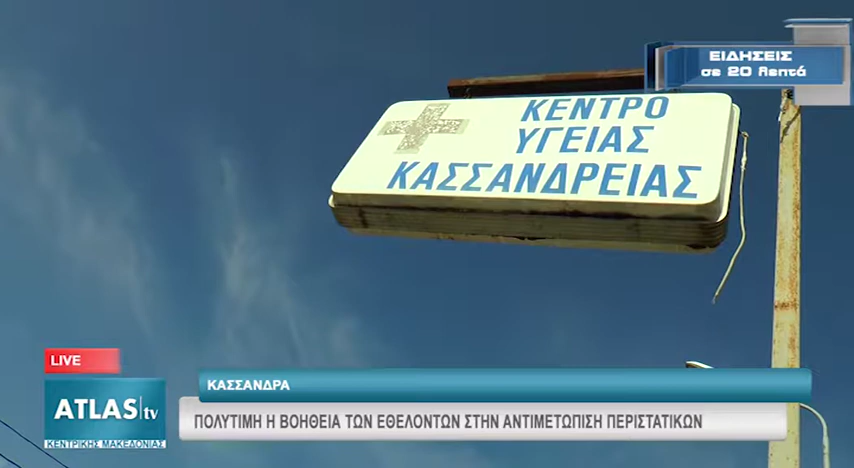 ΕΙΔΗΣΕΙΣ
σε 20 λεπτά
ΚΕΝΤΡΟ
ΥΓΕΙΑΣ
ΚΑΣΣΑΝΔΡΕΙΑΣ
LIVE
ΚΑΣΣΑΝΔΡΑ
ATLAS tv
ΚΕΝΤΡΙΚΗΣ ΜΑΚΕΔΟΝΙΑΣ
ΠΟΛΥΤΙΜΗ Η ΒΟΗΘΕΙΑ ΤΩΝ ΕΘΕΛΟΝΤΩΝ ΣΤΗΝ ΑΝΤΙΜΕΤΩΠΙΣΗ ΠΕΡΙΣΤΑΤΙΚΩΝ